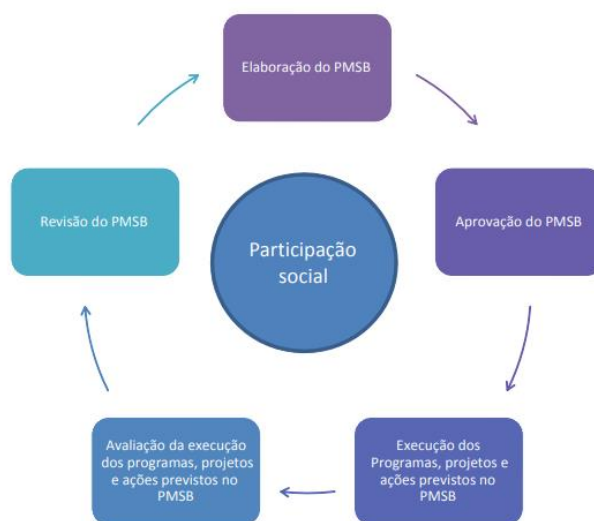 Elaboração do PMSB
Aprovação do PMSB
Execução dos
Programas, projetos e
ações previstos no
PMSB
Avaliação da execução
dos programas, projetos
e ações previstos no
PMSB
Revisão do PMSB
Participação
social